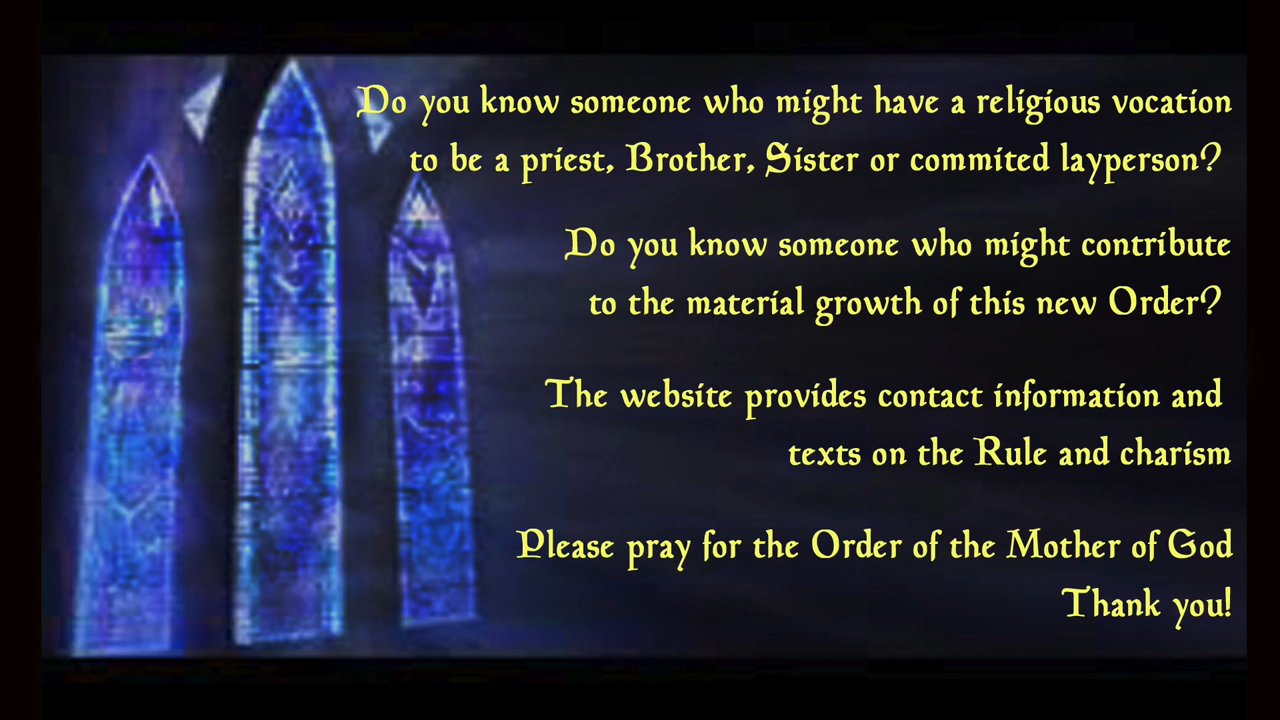 Do you know someone who might have a religious vocation
to be a priest, Brother, Sister or commited layperson?
Do you know someone who might contribute
to the material growth of this new Order?
The website provides contact information and
texts on the Rule and charism
Please pray for the Order of the Mother of God
Thank you!